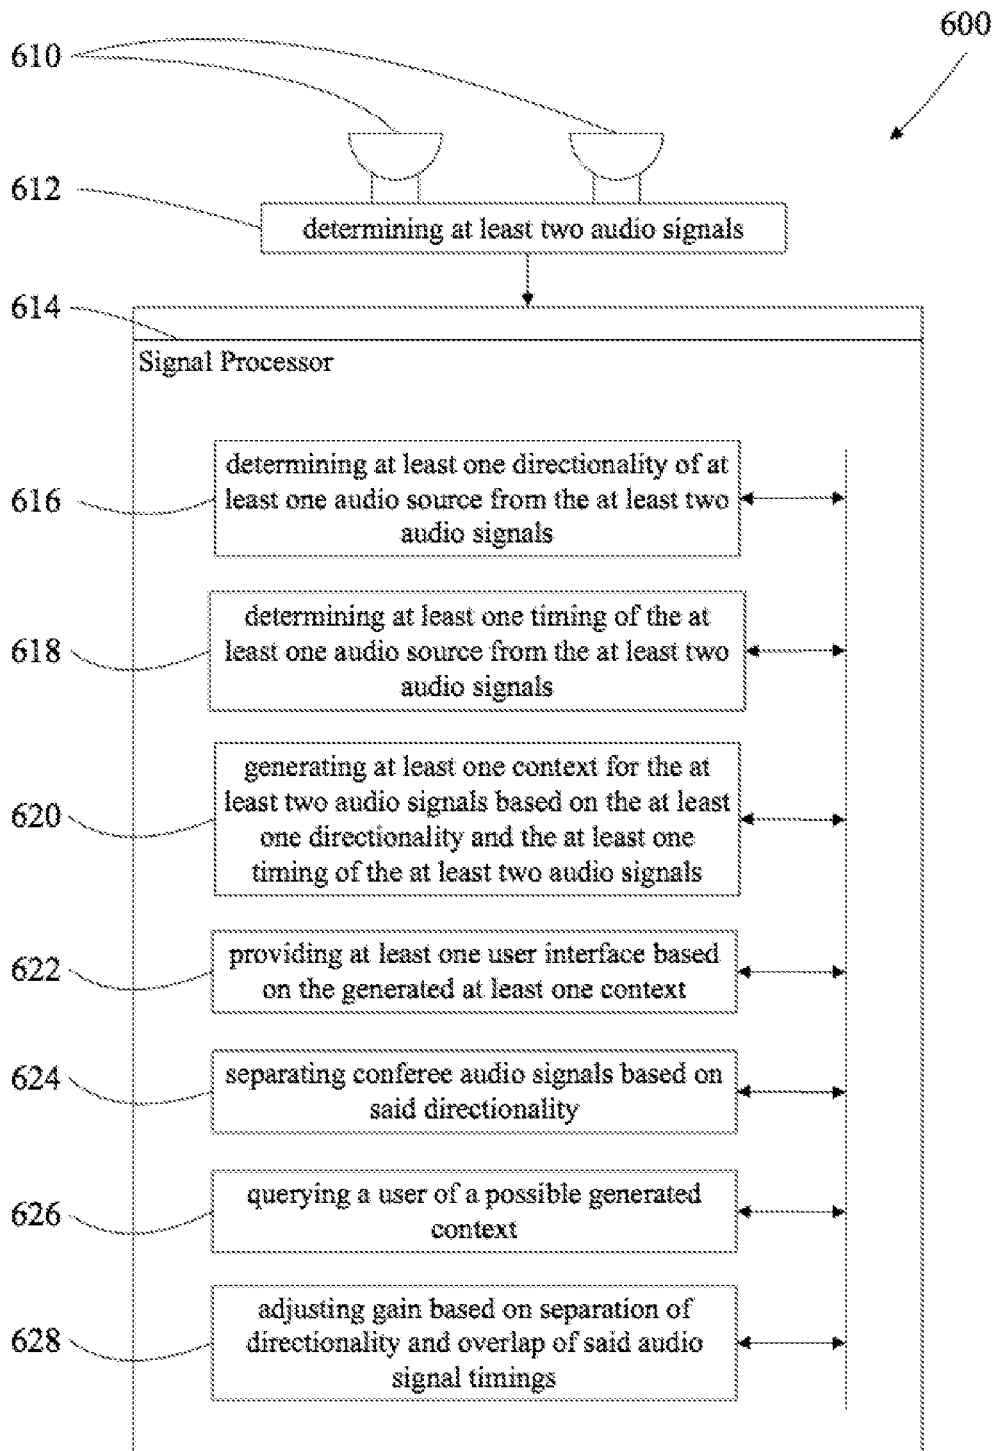 600
610
612
determining at least two audio signals
614
Signal Processor
616
determining at least one directionality of at
least one audio source from the at least two
audio signals
618
determining at least one timing of the at
least one audio source from the at least two
audio signals
620
generating at least one context for the at
least two audio signals based on the at least
one directionality and the at least one
timing of the at least two audio signals
622
providing at least one user interface based
on the generated at least one context
624
separating conferee audio signals based on
said directionality
626
querying a user of a possible generated
context
628
adjusting gain based on separation of
directionality and overlap of said audio
signal timings